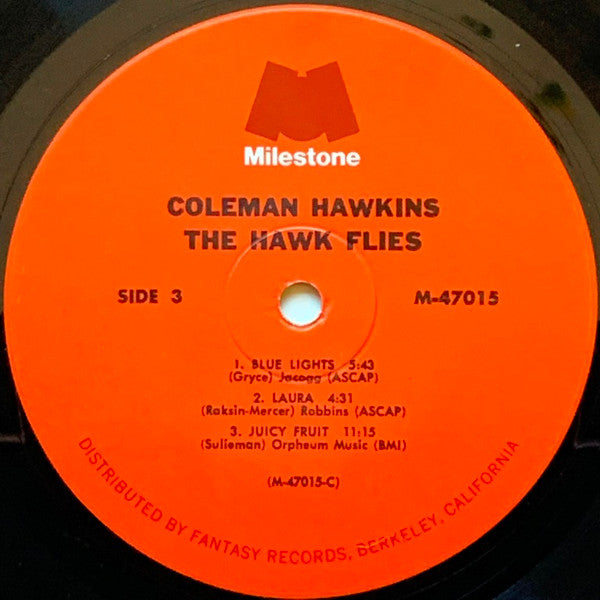 Milestone
COLEMAN HAWKINS
THE HAWK FLIES
SIDE 3
M-47015
1. BLUE LIGHTS 5:43
(Gryce) Jacogg (ASCAP)
2. LAURA 4:31
(Raksin-Mercer) Robbins (ASCAP)
3. JUICY FRUIT 11:15
(Sulieman) Orpheum Music (BMI)
(M-47015-C)
DISTRIBUTED BY FANTASY RECORDS, BERKELEY, CALIFORNIA